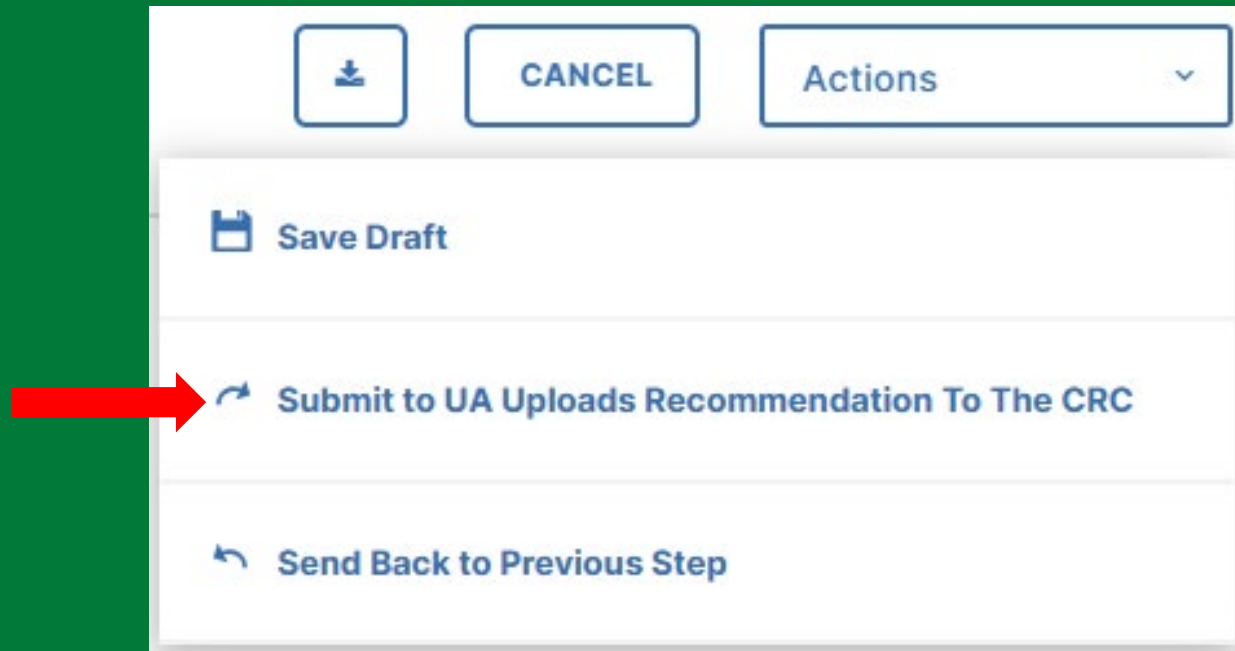 CANCEL
Actions
Save Draft
Submit to UA Uploads Recommendation To The CRC
Send Back to Previous Step